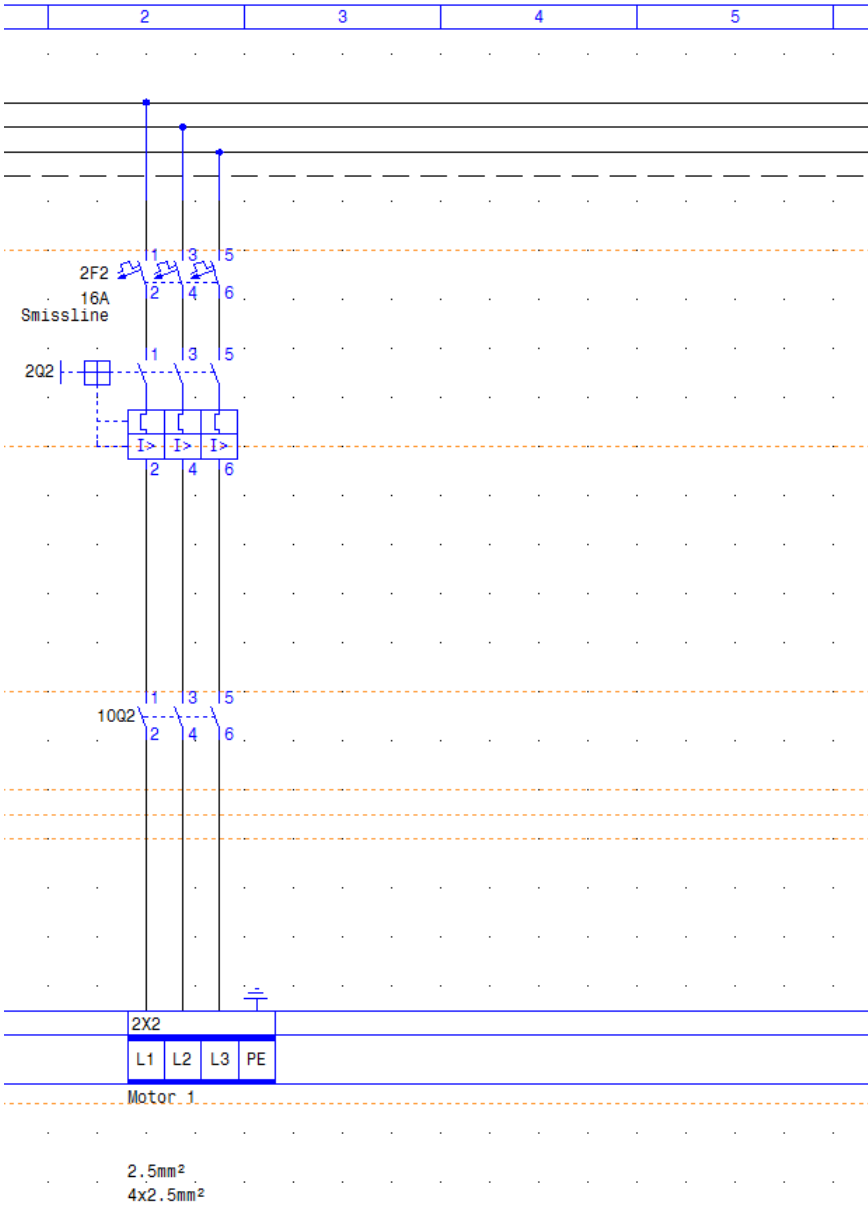 2 3 4 5
1 3 5
2F2
2 4 6
16A
Smissline
1 3 5
2Q2
I> I> I>
2 4 6
1 3 5
10Q2
2 4 6
2X2
L1 L2 L3 PE
Motor 1
2.5mm²
4x2.5mm²